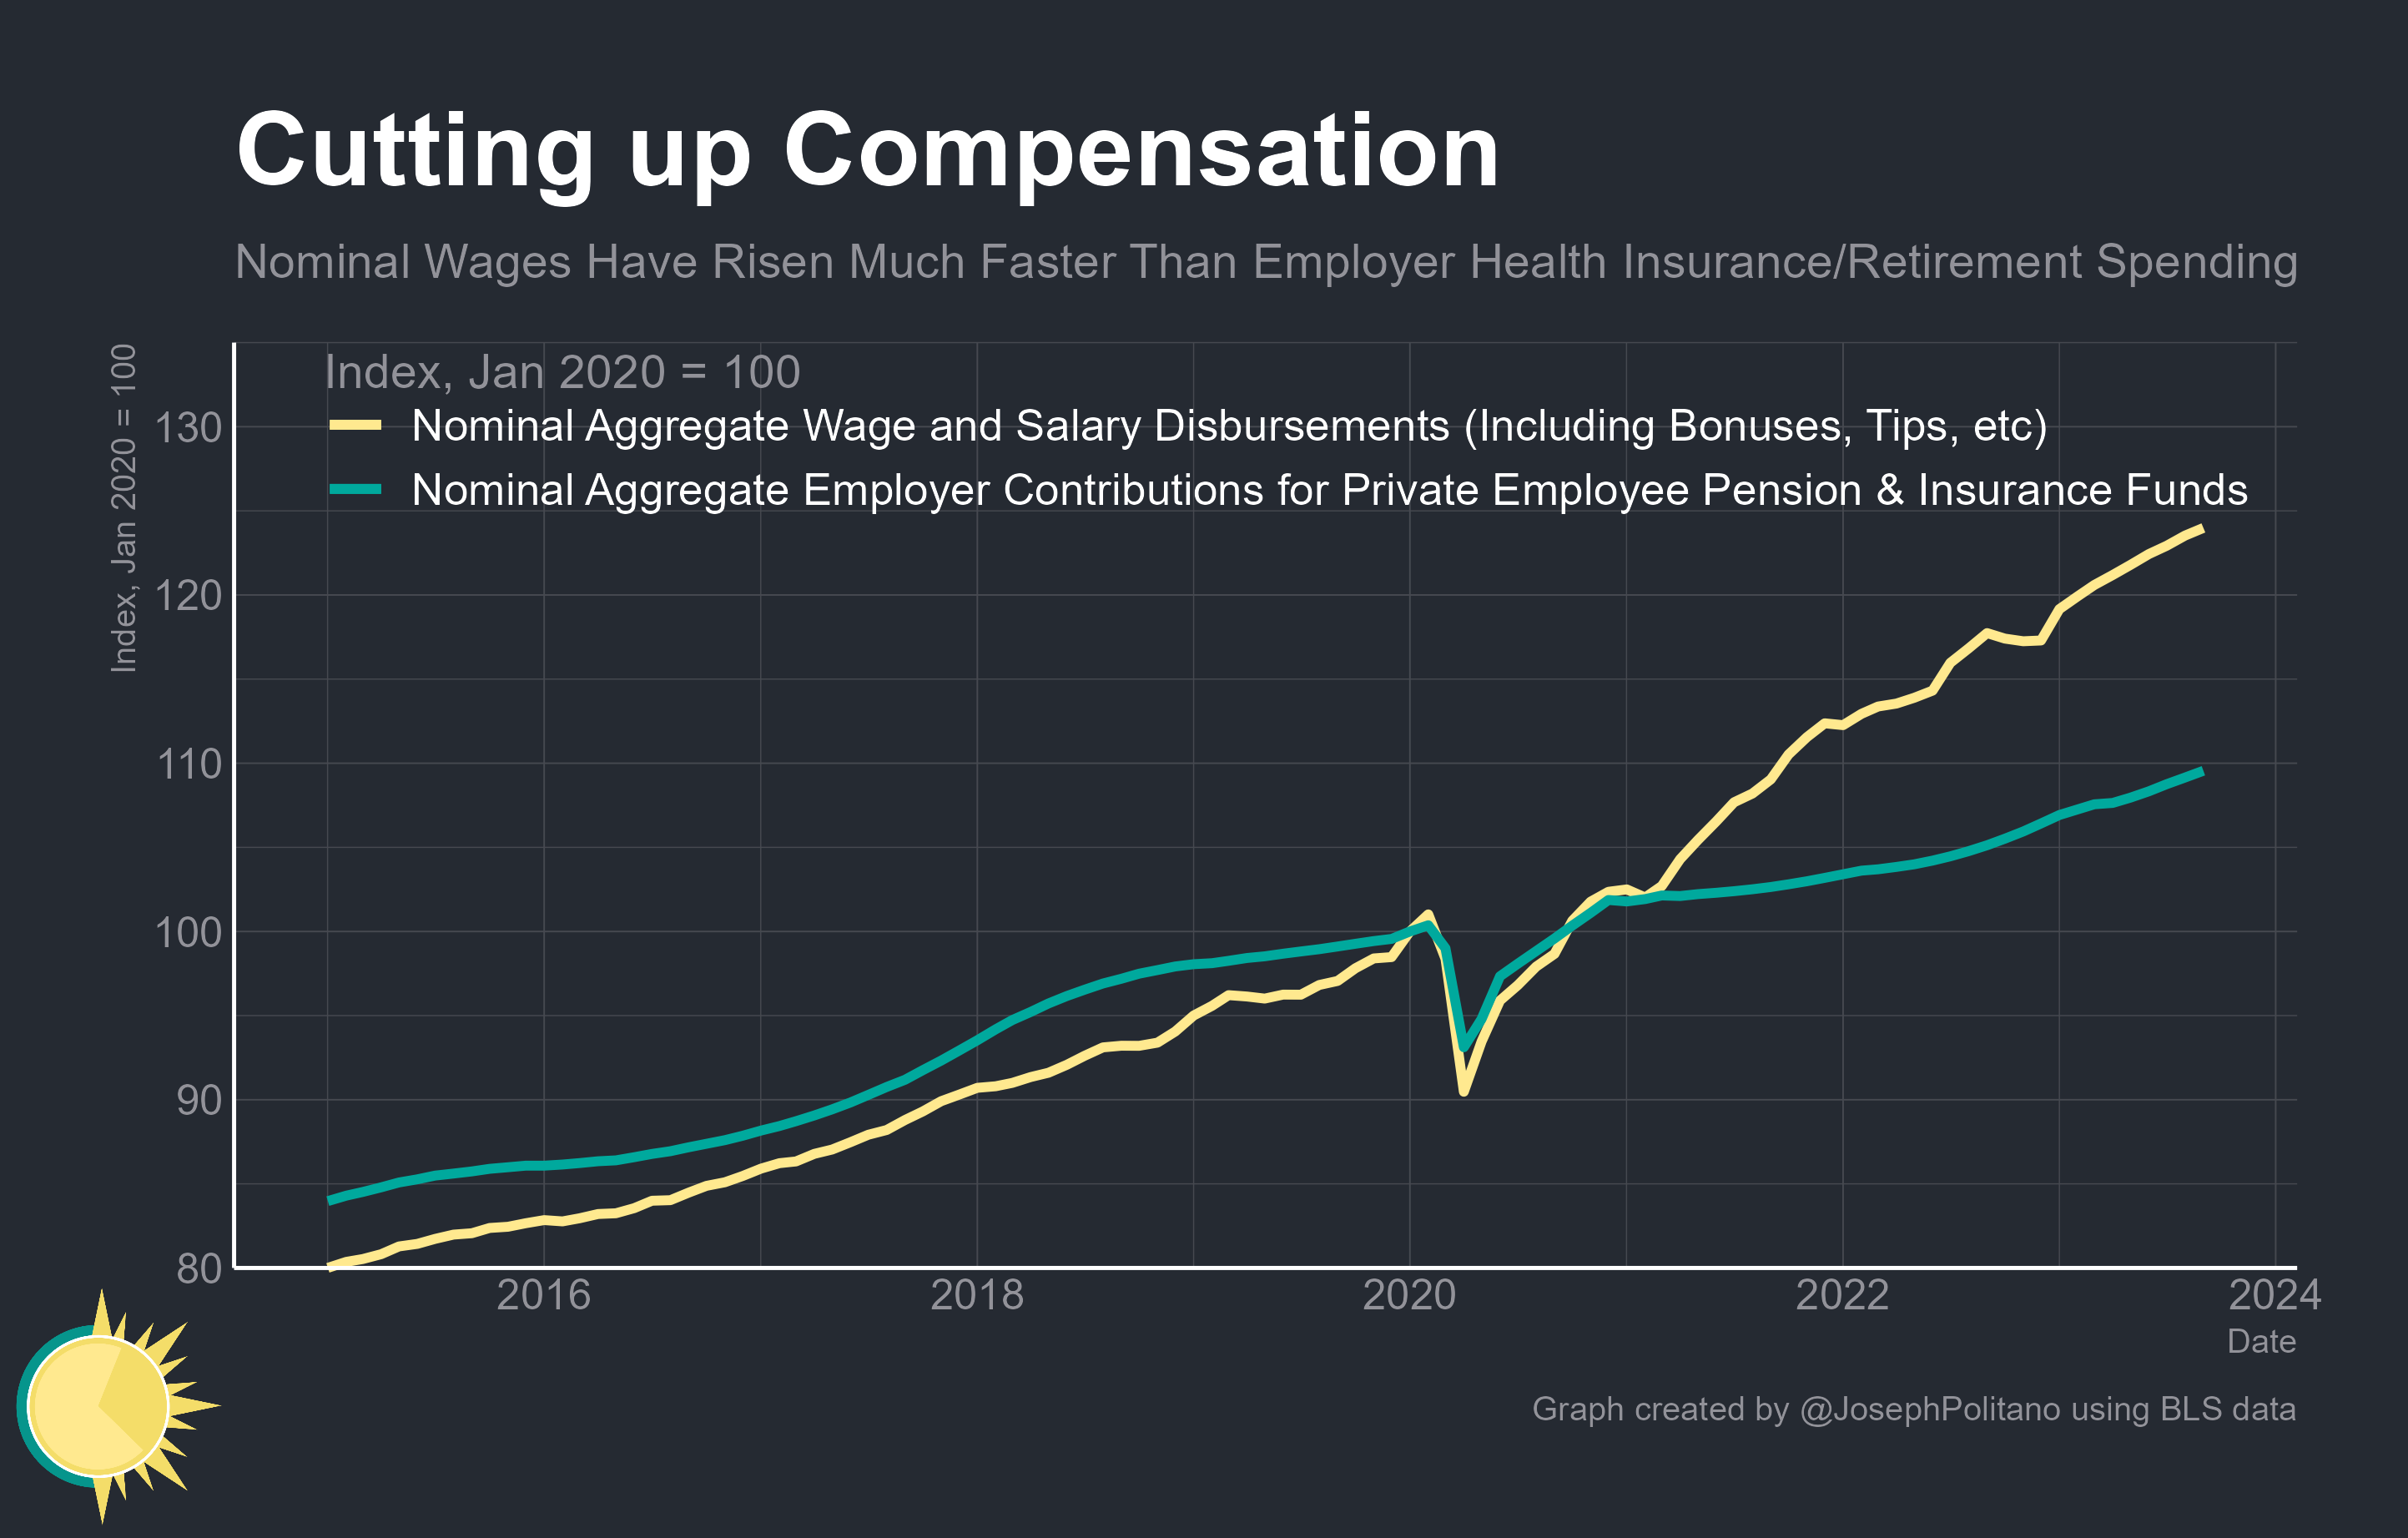 Cutting up Compensation
Nominal Wages Have Risen Much Faster Than Employer Health Insurance/Retirement Spending
Index, Jan 2020 = 100
Index, Jan 2020 = 100
Nominal Aggregate Wage and Salary Disbursements (Including Bonuses, Tips, etc)
Nominal Aggregate Employer Contributions for Private Employee Pension & Insurance Funds
130
120
110
100
90
80
2016 2018 2020 2022 2024
Date
Graph created by @JosephPolitano using BLS data